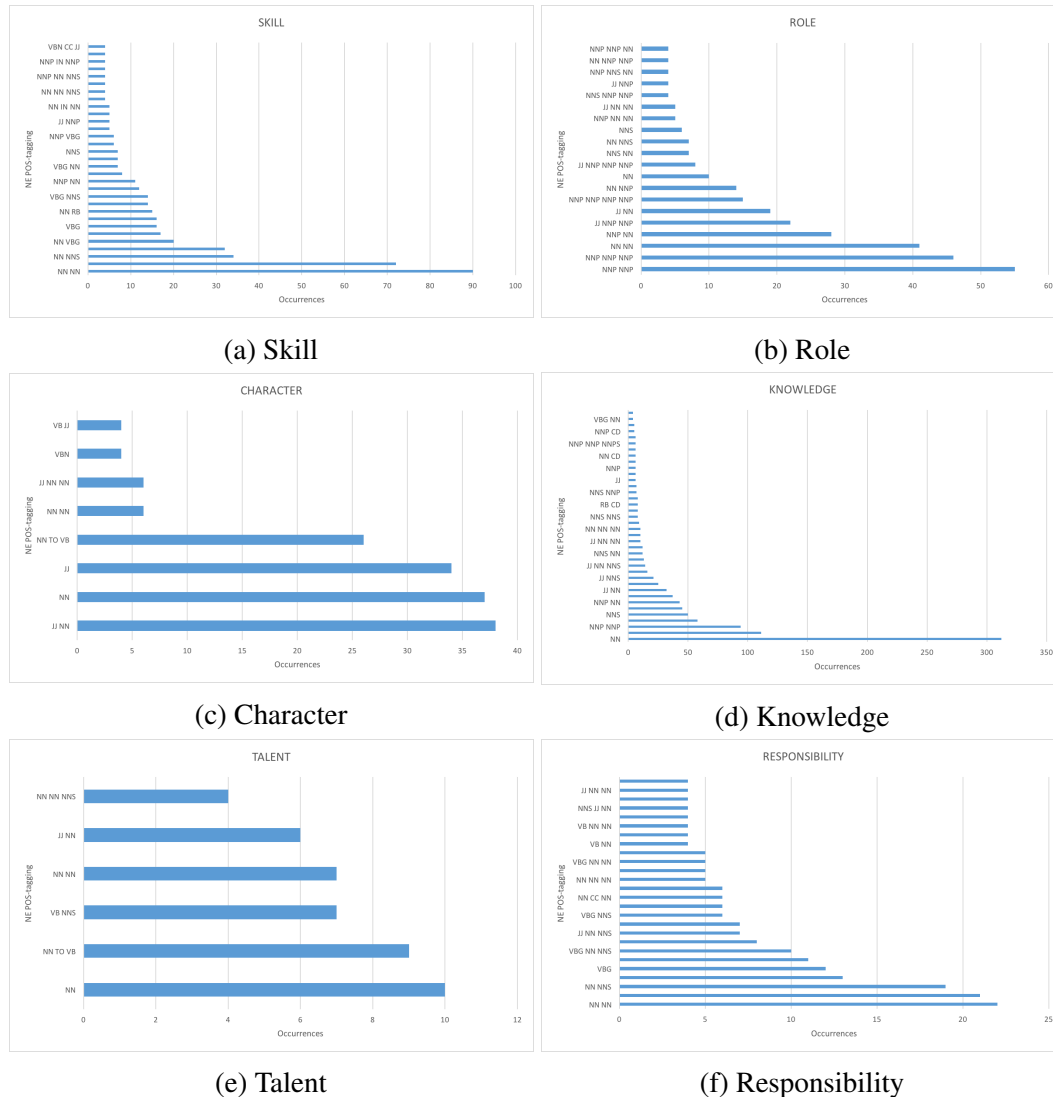 SKILL
NE POS-tagging
VBN CC JJ
NNP IN NNP
NNP NN NNS
NN NN NNS
NN IN NN
JJ NNP
NNP VBG
NNS
VBG NN
NNP NN
VBG NNS
NN RB
VBG
NN VBG
NN NNS
NN NN
0 10 20 30 40 50 60 70 80 90 100
Occurrences
(a) Skill
ROLE
NE POS-tagging
NNP NNP NN
NN NNP NNP
NNP NNS NN
JJ NNP
NNS NNP NNP
JJ NN NN
NNP NN NN
NNS
NN NNS
NNS NN
JJ NNP NNP NNP
NN
NN NNP
NNP NNP NNP NNP
JJ NN
JJ NNP NNP
NNP NN
NN NN
NNP NNP NNP
NNP NNP
0 10 20 30 40 50 60
Occurrences
(b) Role
CHARACTER
NE POS-tagging
VB JJ
VBN
JJ NN NN
NN NN
NN TO VB
JJ
NN
JJ NN
0 5 10 15 20 25 30 35 40
Occurrences
(c) Character
KNOWLEDGE
NE POS-tagging
VBG NN
NNP CD
NNP NNP NNPS
NN CD
NNP
JJ
NNS NNP
RB CD
NNS NNS
NN NN NN
JJ NN NN
NNS NN
JJ NN NNS
JJ NNS
JJ NN
NNP NN
NNS
NNP NNP
NN
0 50 100 150 200 250 300 350
Occurrences
(d) Knowledge
TALENT
NE POS-tagging
NN NN NNS
JJ NN
NN NN
VB NNS
NN TO VB
NN
0 2 4 6 8 10 12
Occurrences
(e) Talent
RESPONSIBILITY
NE POS-tagging
JJ NN NN
NNS JJ NN
VB NN NN
VB NN
VBG NN NN
NN NN NN
NN CC NN
VBG NNS
JJ NN NNS
VBG NN NNS
VBG
NN NNS
NN NN
0 5 10 15 20 25
Occurrences
(f) Responsibility